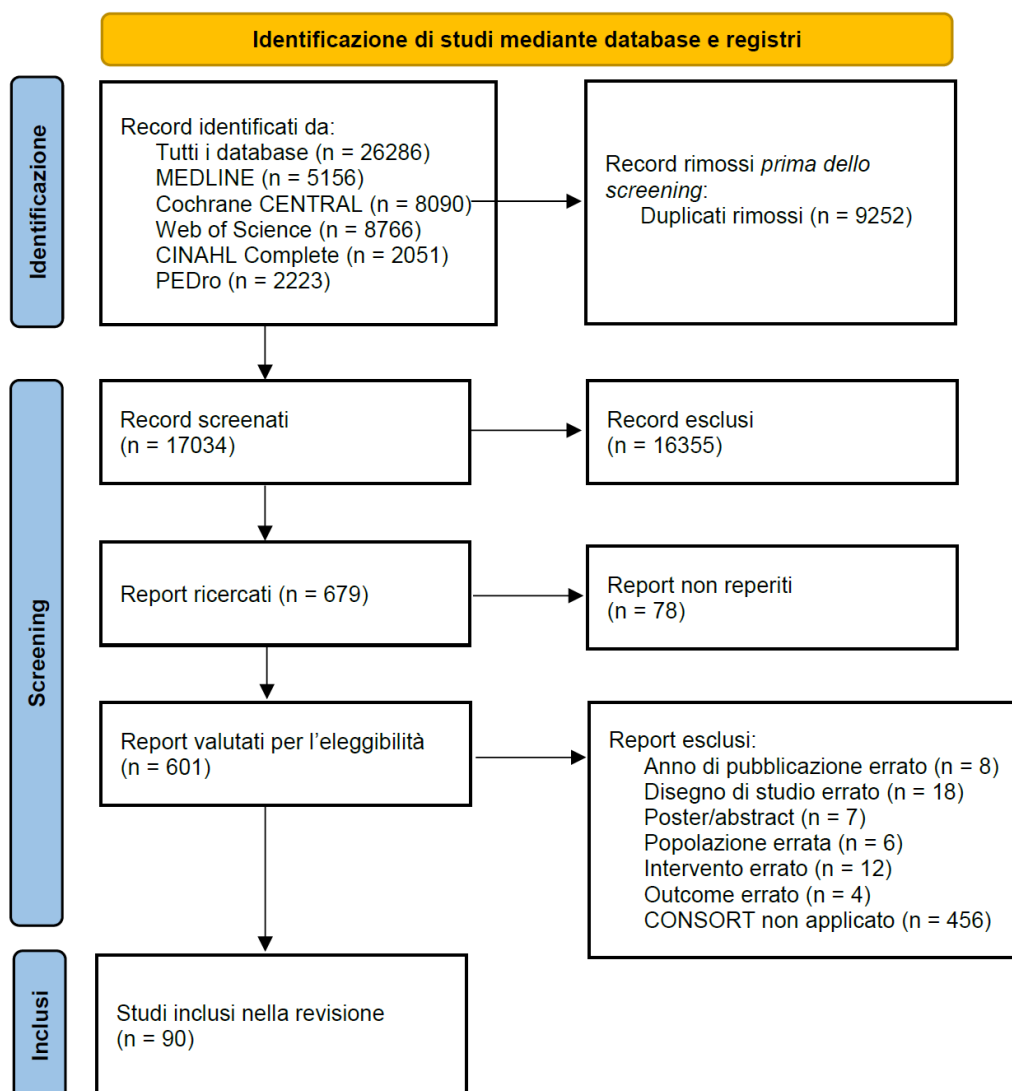 Identificazione di studi mediante database e registri
Identificazione
Record identificati da:
Tutti i database (n = 26286)
MEDLINE (n = 5156)
Cochrane CENTRAL (n = 8090)
Web of Science (n = 8766)
CINAHL Complete (n = 2051)
PEDro (n = 2223)
Record rimossi prima dello
screening:
Duplicati rimossi (n = 9252)
Screening
Record screenati
(n = 17034)
Record esclusi
(n = 16355)
Report ricercati (n = 679)
Report non reperiti
(n = 78)
Report valutati per l’eleggibilità
(n = 601)
Report esclusi:
Anno di pubblicazione errato (n = 8)
Disegno di studio errato (n = 18)
Poster/abstract (n = 7)
Popolazione errata (n = 6)
Intervento errato (n = 12)
Outcome errato (n = 4)
CONSORT non applicato (n = 456)
Inclusi
Studi inclusi nella revisione
(n = 90)